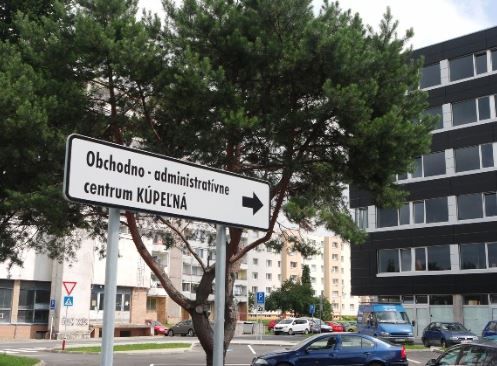 Obchodno - administratívne
centrum KÚPEĽNÁ